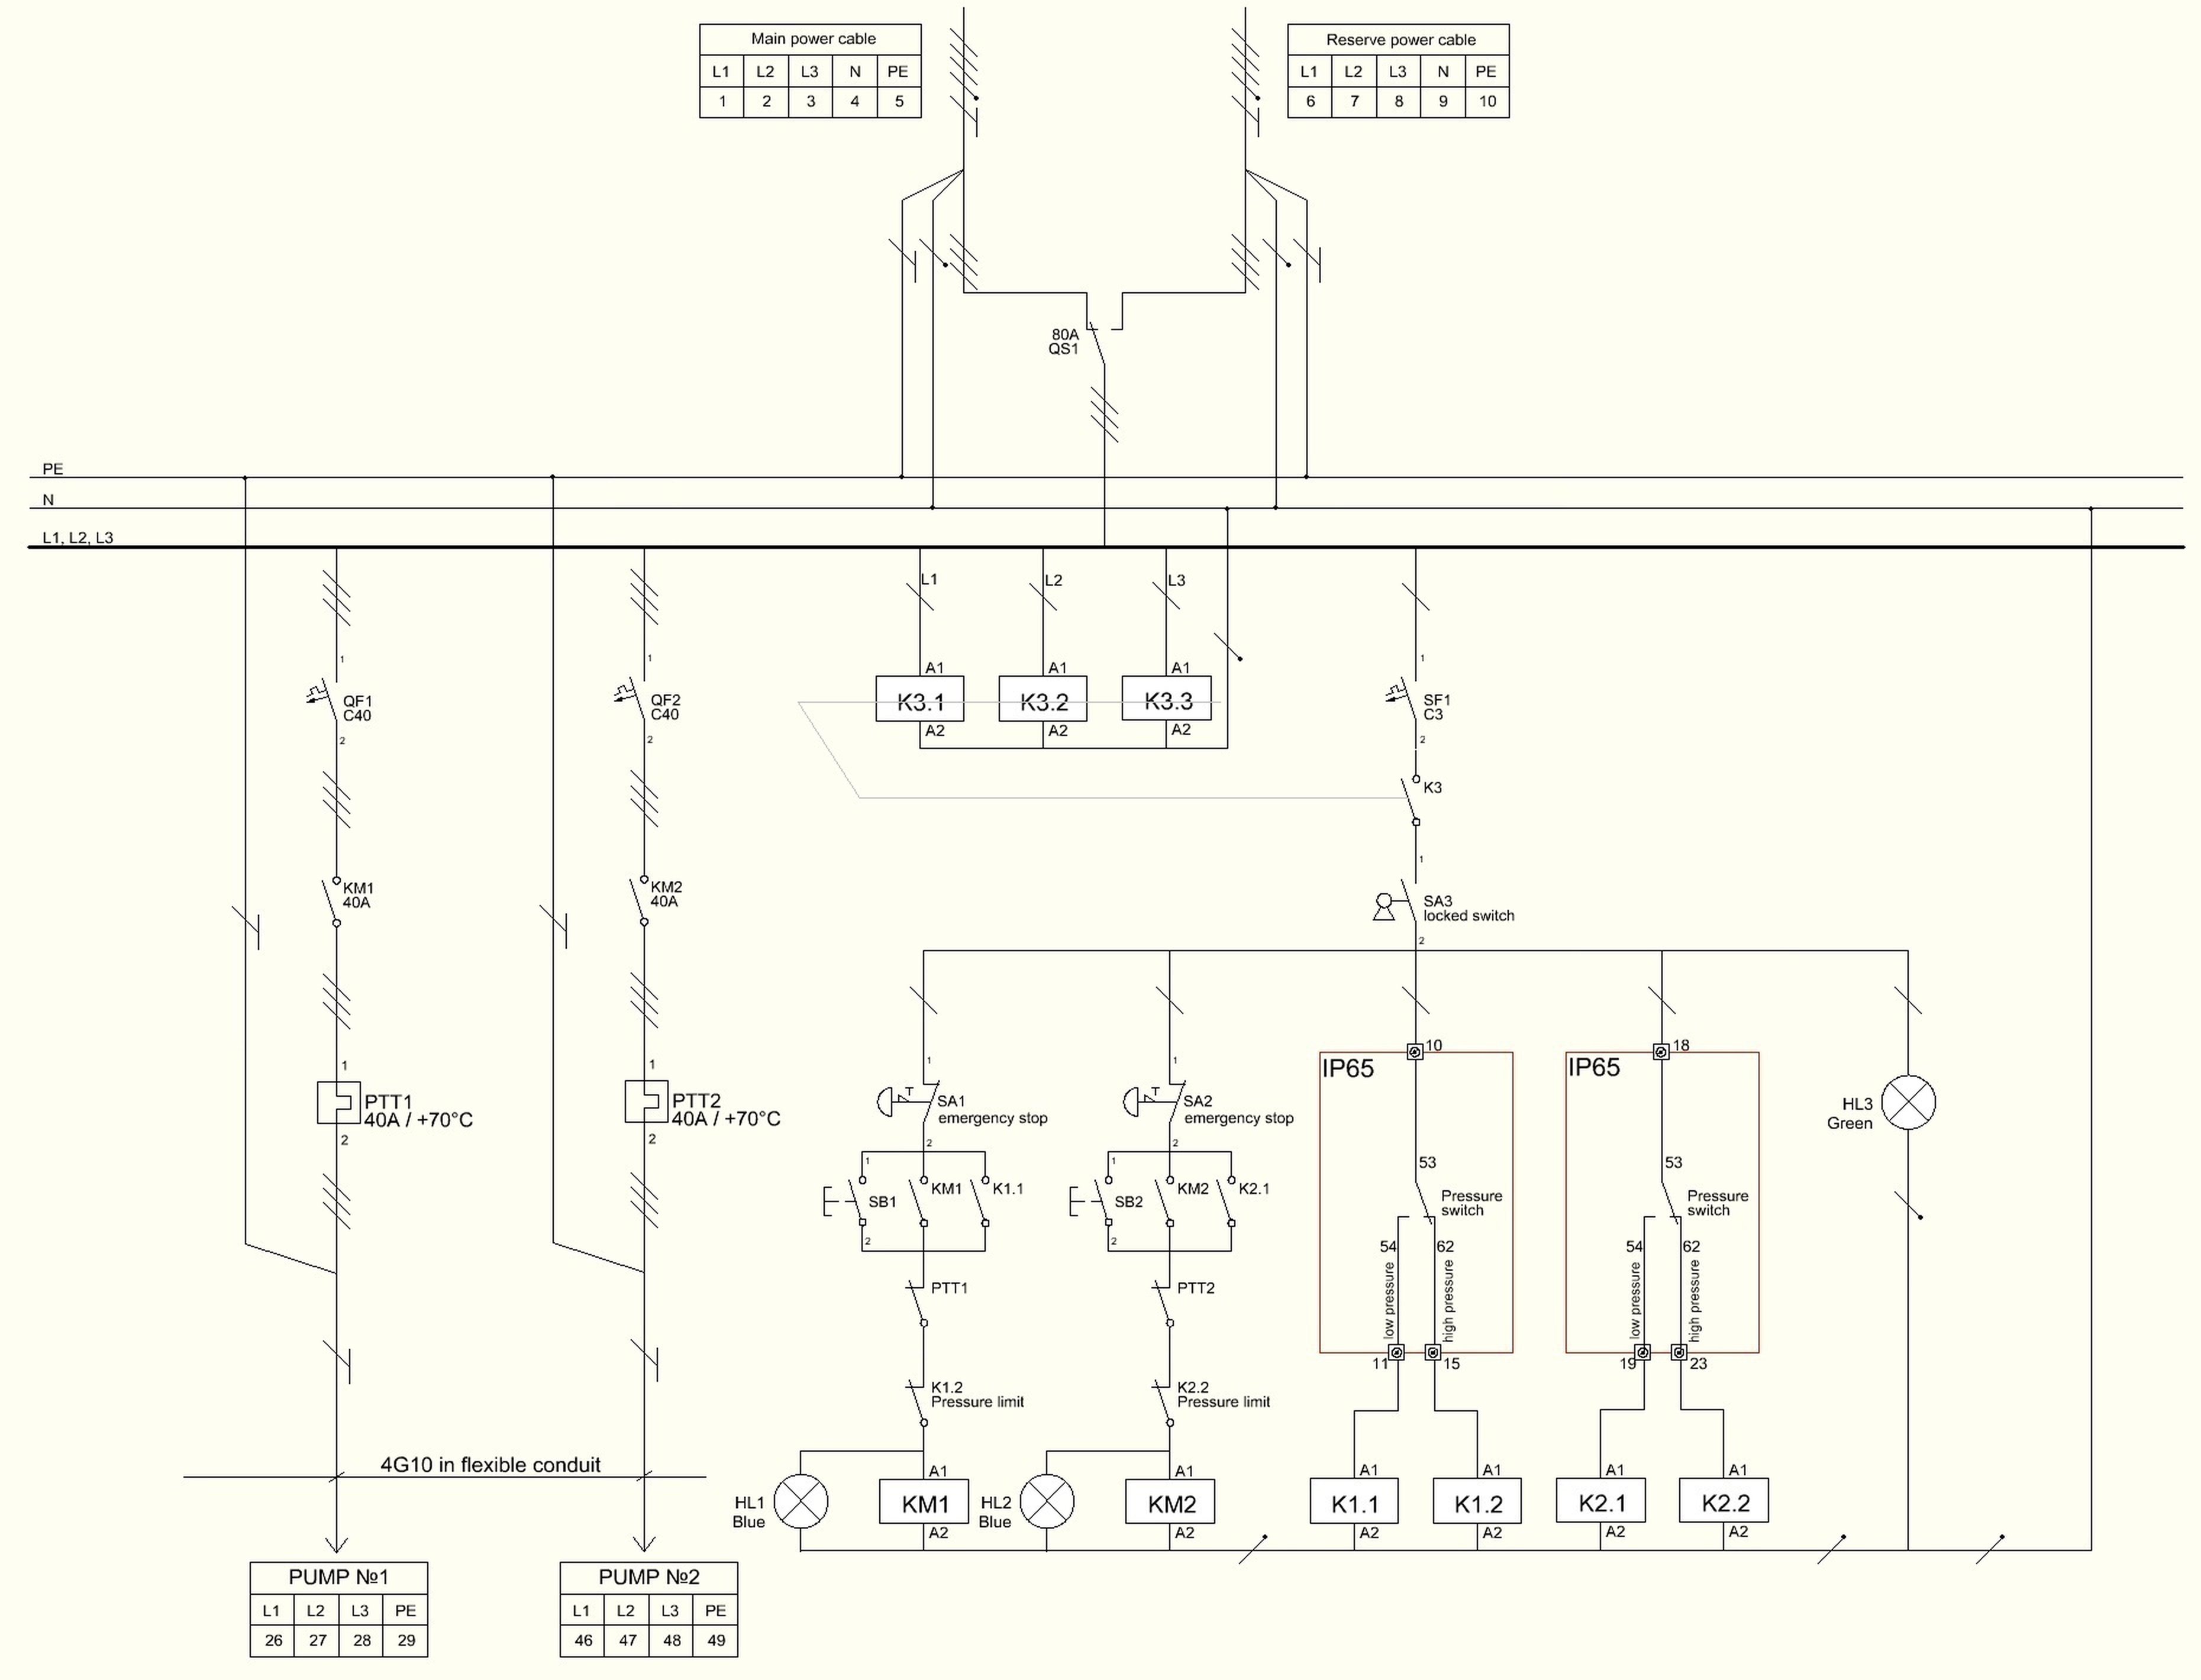 Main power cable
L1 L2 L3 N PE
1 2 3 4 5
Reserve power cable
L1 L2 L3 N PE
6 7 8 9 10
80A
QS1
PE
N
L1, L2, L3
L1
L2
L3
1
QF1
C40
2
1
QF2
C40
2
A1
K3.1
A2
A1
K3.2
A2
A1
K3.3
A2
1
SF1
C3
2
K3
1
SA3
locked switch
2
KM1
40A
KM2
40A
1
PTT1
40A / +70°C
2
1
PTT2
40A / +70°C
2
1
SA1
emergency stop
2
1
SB1
2
KM1
K1.1
PTT1
K1.2
Pressure limit
1
SA2
emergency stop
2
1
SB2
2
KM2
K2.1
PTT2
K2.2
Pressure limit
10
IP65
53
Pressure
switch
54
62
low pressure
high pressure
11
15
18
IP65
53
Pressure
switch
54
62
low pressure
high pressure
19
23
HL3
Green
4G10 in flexible conduit
HL1
Blue
A1
KM1
A2
HL2
Blue
A1
KM2
A2
A1
K1.1
A2
A1
K1.2
A2
A1
K2.1
A2
A1
K2.2
A2
PUMP №1
L1 L2 L3 PE
26 27 28 29
PUMP №2
L1 L2 L3 PE
46 47 48 49